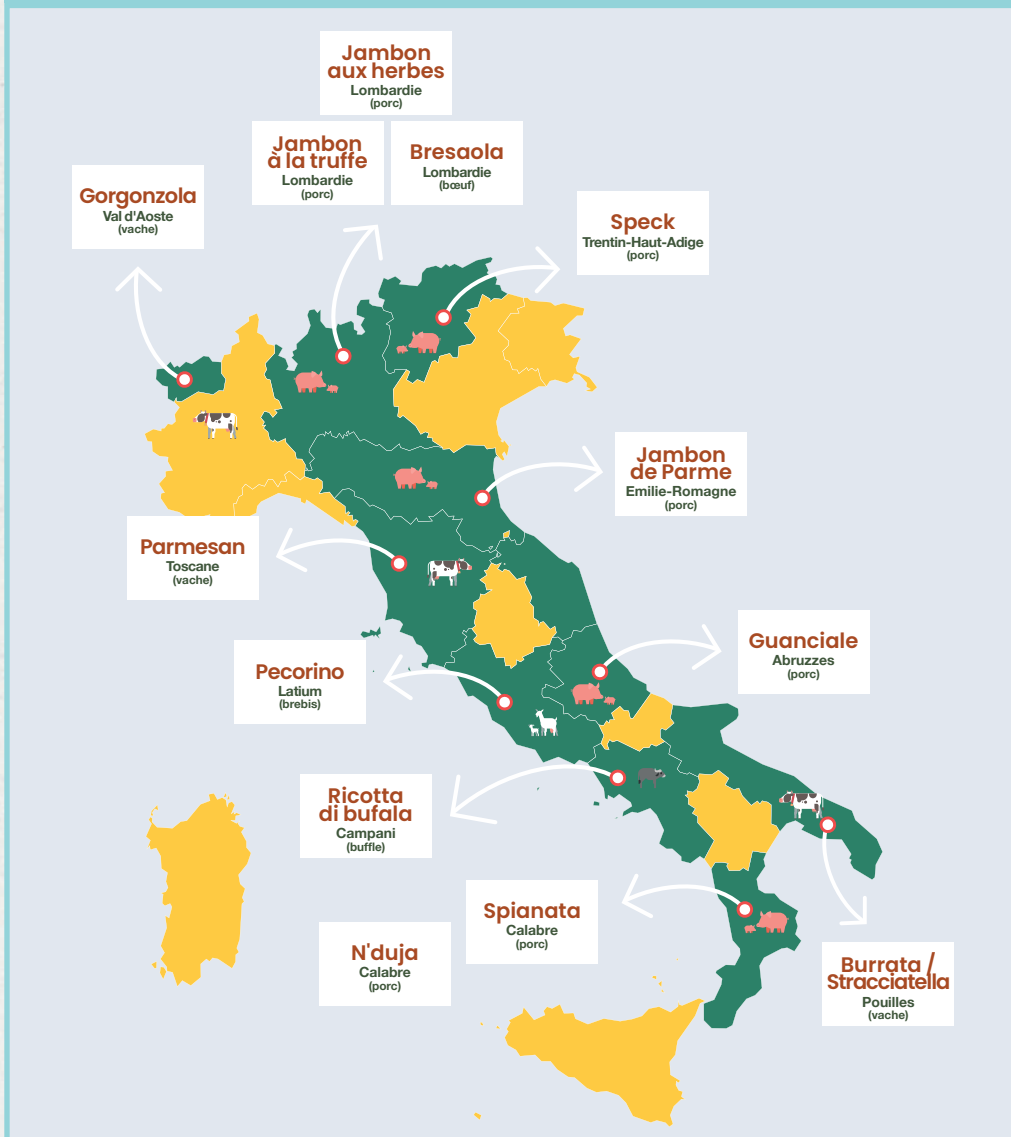 Jambon
aux herbes
Lombardie
(porc)
Jambon
à la truffe
Lombardie
(porc)
Bresaola
Lombardie
(bœuf)
Gorgonzola
Val d'Aoste
(vache)
Speck
Trentin-Haut-Adige
(porc)
Jambon
de Parme
Emilie-Romagne
(porc)
Parmesan
Toscane
(vache)
Guanciale
Abruzzes
(porc)
Pecorino
Latium
(brebis)
Ricotta
di bufala
Campani
(buffle)
Spianata
Calabre
(porc)
N'duja
Calabre
(porc)
Burrata /
Stracciatella
Pouilles
(vache)